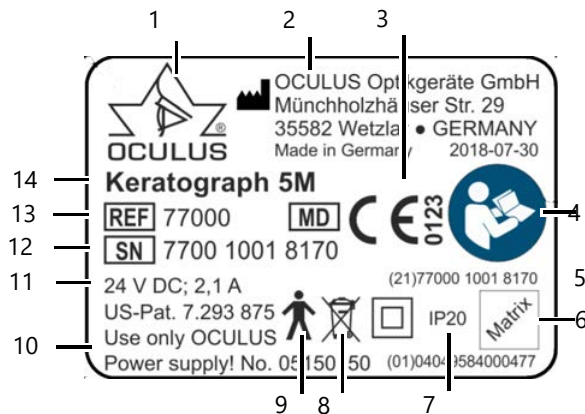 1
2
3
OCULUS®
OCULUS Optikgeräte GmbH
Münchholzhäuser Str. 29
35582 Wetzlar ● GERMANY
Made in Germany 2018-07-30
14
Keratograph 5M
13
REF 77000 MD CE 0123
4
12
SN 7700 1001 8170
11
24 V DC; 2,1 A
(21)77000 1001 8170
5
US-Pat. 7.293 875
IP20
Matrix
6
Use only OCULUS
10
Power supply! No. 05150 50
(01)04049584000477
9
8
7